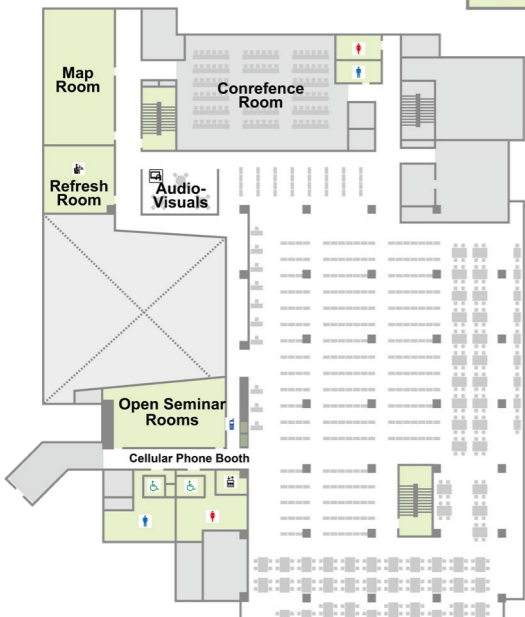 Map
Room
Conrefence
Room
Refresh
Room
Audio-
Visuals
Open Seminar
Rooms
Cellular Phone Booth